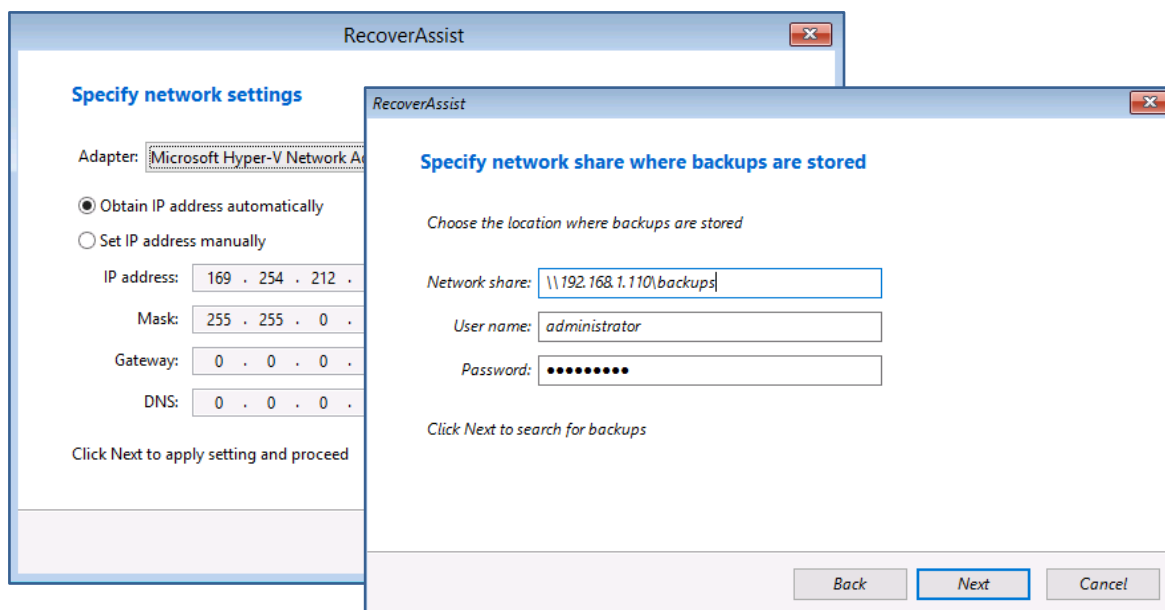 RecoverAssist
Specify network settings
Adapter: Microsoft Hyper-V Network
Obtain IP address automatically
Set IP address manually
IP address: 169 . 254 . 212 .
Mask: 255 . 255 . 0 .
Gateway: 0 . 0 . 0 .
DNS: 0 . 0 . 0 .
Click Next to apply setting and proceed
RecoverAssist
Specify network share where backups are stored
Choose the location where backups are stored
Network share: \\192.168.1.110\backups
User name: administrator
Password: •••••••••
Click Next to search for backups
Back Next Cancel